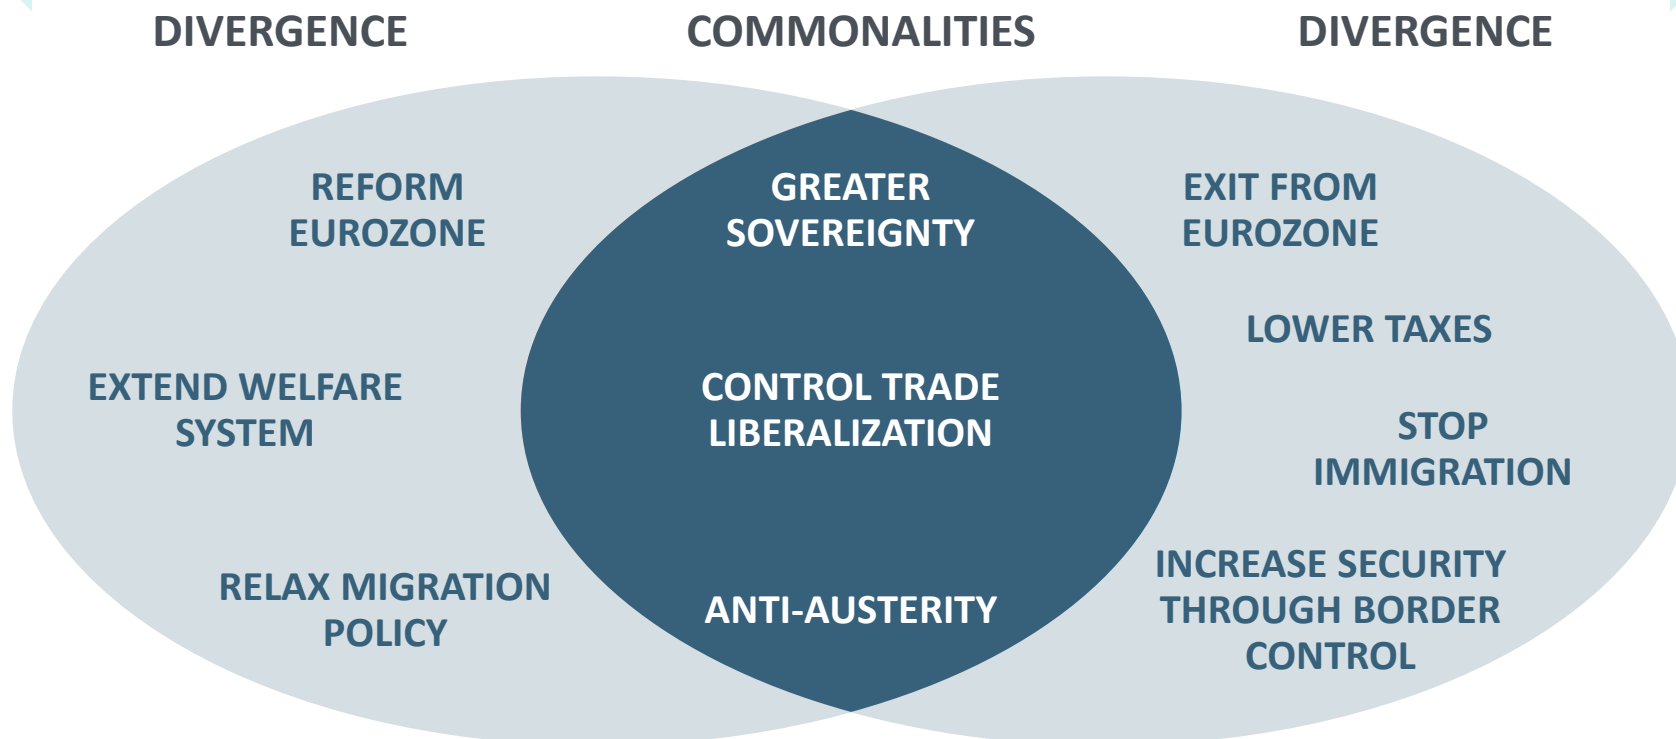 DIVERGENCE
COMMONALITIES
DIVERGENCE
REFORM
EUROZONE
EXTEND WELFARE
SYSTEM
RELAX MIGRATION
POLICY
GREATER
SOVEREIGNTY
CONTROL TRADE
LIBERALIZATION
ANTI-AUSTERITY
EXIT FROM
EUROZONE
LOWER TAXES
STOP
IMMIGRATION
INCREASE SECURITY
THROUGH BORDER
CONTROL